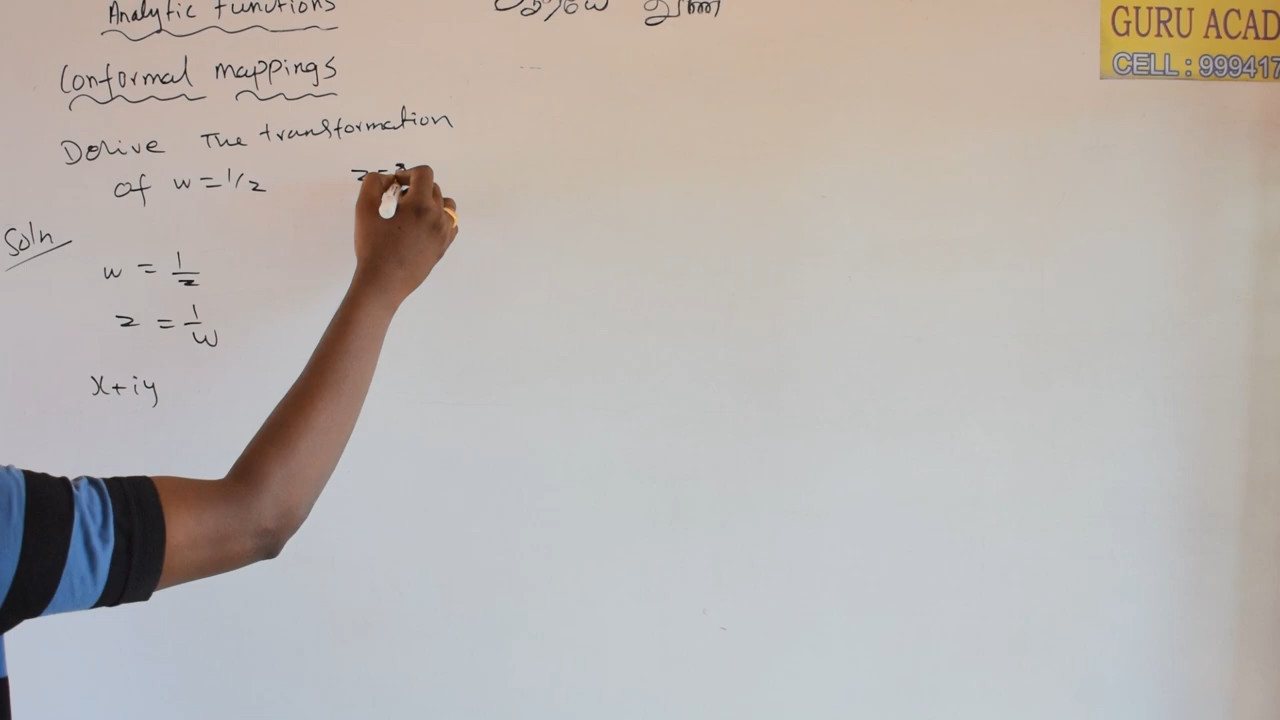 Analytic functions
Conformal mappings
Derive The transformation
of w = 1/z
z =
Soln
w = 1/z
z = 1/w
x + iy
GURU ACAD
CELL : 999417